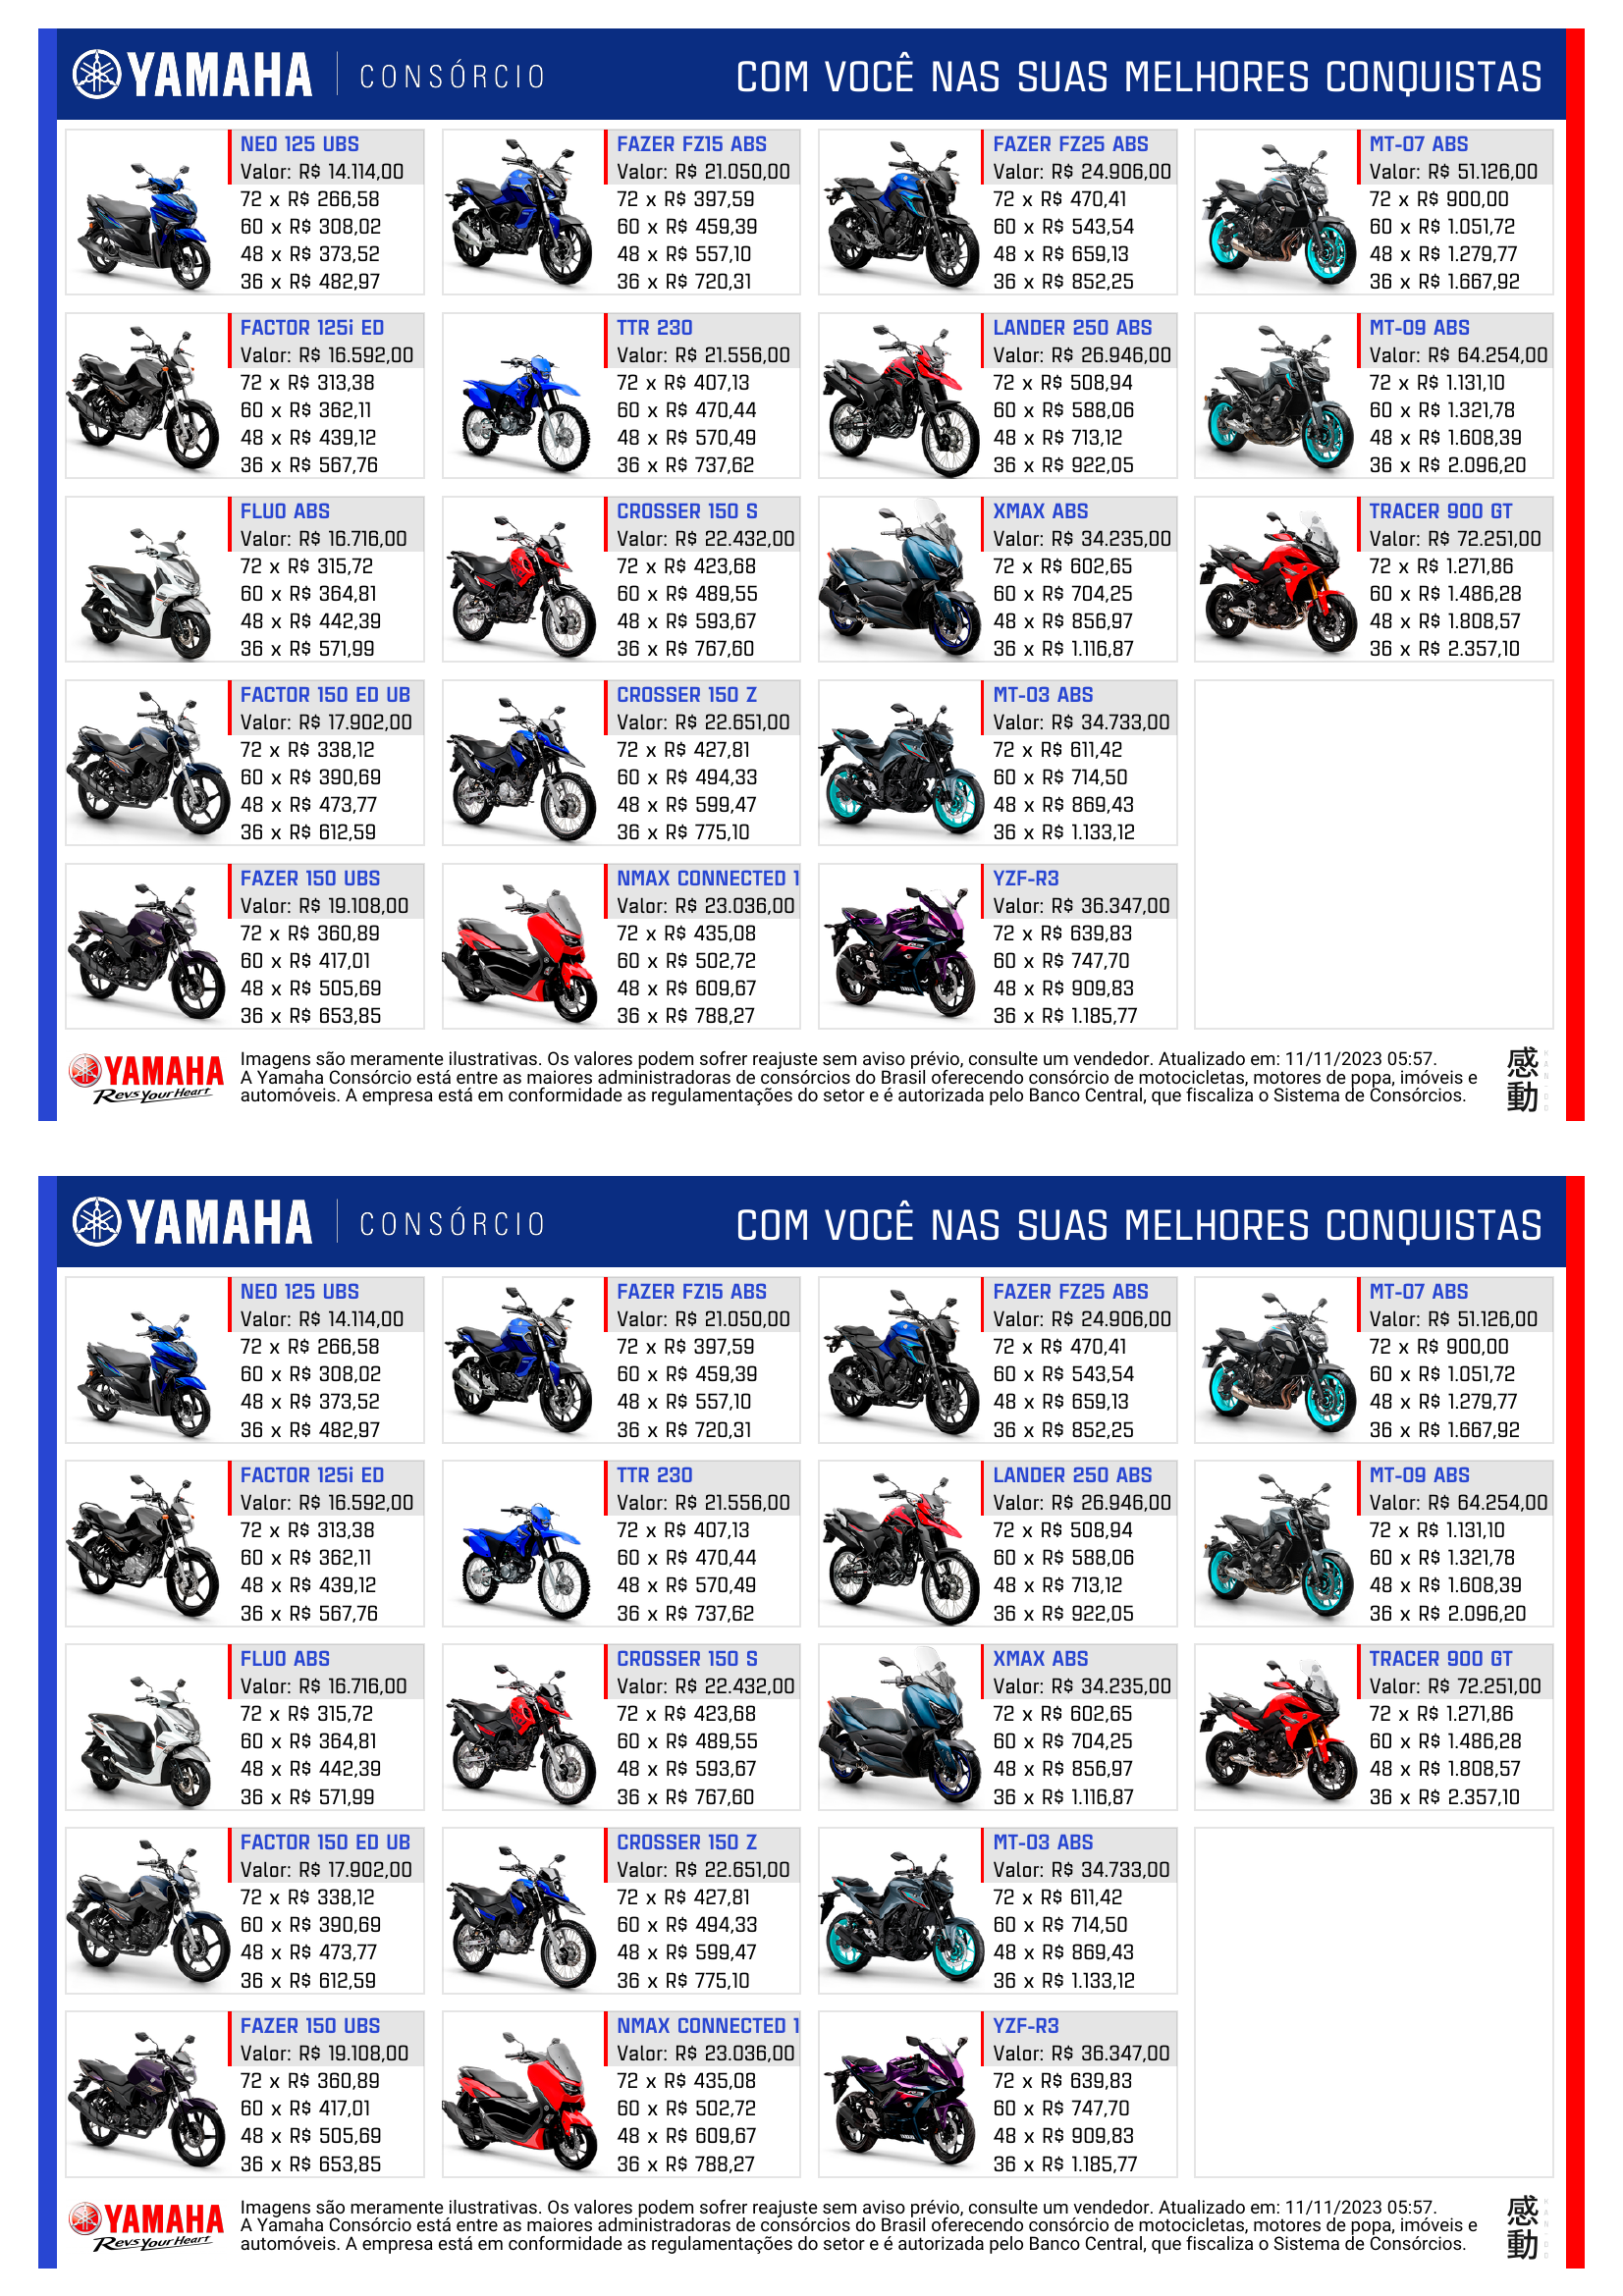 YAMAHA CONSÓRCIO COM VOCÊ NAS SUAS MELHORES CONQUISTAS
NEO 125 UBS
Valor: R$ 14.114,00
72 x R$ 266,58
60 x R$ 308,02
48 x R$ 373,52
36 x R$ 482,97
FACTOR 125i ED
Valor: R$ 16.592,00
72 x R$ 313,38
60 x R$ 362,11
48 x R$ 439,12
36 x R$ 567,76
FLUO ABS
Valor: R$ 16.716,00
72 x R$ 315,72
60 x R$ 364,81
48 x R$ 442,39
36 x R$ 571,99
FACTOR 150 ED UB
Valor: R$ 17.902,00
72 x R$ 338,12
60 x R$ 390,69
48 x R$ 473,77
36 x R$ 612,59
FAZER 150 UBS
Valor: R$ 19.108,00
72 x R$ 360,89
60 x R$ 417,01
48 x R$ 505,69
36 x R$ 653,85
FAZER FZ15 ABS
Valor: R$ 21.050,00
72 x R$ 397,59
60 x R$ 459,39
48 x R$ 557,10
36 x R$ 720,31
TTR 230
Valor: R$ 21.556,00
72 x R$ 407,13
60 x R$ 470,44
48 x R$ 570,49
36 x R$ 737,62
CROSSER 150 S
Valor: R$ 22.432,00
72 x R$ 423,68
60 x R$ 489,55
48 x R$ 593,67
36 x R$ 767,60
CROSSER 150 Z
Valor: R$ 22.651,00
72 x R$ 427,81
60 x R$ 494,33
48 x R$ 599,47
36 x R$ 775,10
NMAX CONNECTED 1
Valor: R$ 23.036,00
72 x R$ 435,08
60 x R$ 502,72
48 x R$ 609,67
36 x R$ 788,27
FAZER FZ25 ABS
Valor: R$ 24.906,00
72 x R$ 470,41
60 x R$ 543,54
48 x R$ 659,13
36 x R$ 852,25
LANDER 250 ABS
Valor: R$ 26.946,00
72 x R$ 508,94
60 x R$ 588,06
48 x R$ 713,12
36 x R$ 922,05
XMAX ABS
Valor: R$ 34.235,00
72 x R$ 602,65
60 x R$ 704,25
48 x R$ 856,97
36 x R$ 1.116,87
MT-03 ABS
Valor: R$ 34.733,00
72 x R$ 611,42
60 x R$ 714,50
48 x R$ 869,43
36 x R$ 1.133,12
YZF-R3
Valor: R$ 36.347,00
72 x R$ 639,83
60 x R$ 747,70
48 x R$ 909,83
36 x R$ 1.185,77
MT-07 ABS
Valor: R$ 51.126,00
72 x R$ 900,00
60 x R$ 1.051,72
48 x R$ 1.279,77
36 x R$ 1.667,92
MT-09 ABS
Valor: R$ 64.254,00
72 x R$ 1.131,10
60 x R$ 1.321,78
48 x R$ 1.608,39
36 x R$ 2.096,20
TRACER 900 GT
Valor: R$ 72.251,00
72 x R$ 1.271,86
60 x R$ 1.486,28
48 x R$ 1.808,57
36 x R$ 2.357,10
YAMAHA
Revs Your Heart
Imagens são meramente ilustrativas. Os valores podem sofrer reajuste sem aviso prévio, consulte um vendedor. Atualizado em: 11/11/2023 05:57.
A Yamaha Consórcio está entre as maiores administradoras de consórcios do Brasil oferecendo consórcio de motocicletas, motores de popa, imóveis e
automóveis. A empresa está em conformidade as regulamentações do setor e é autorizada pelo Banco Central, que fiscaliza o Sistema de Consórcios.
感動
YAMAHA CONSÓRCIO COM VOCÊ NAS SUAS MELHORES CONQUISTAS
NEO 125 UBS
Valor: R$ 14.114,00
72 x R$ 266,58
60 x R$ 308,02
48 x R$ 373,52
36 x R$ 482,97
FACTOR 125i ED
Valor: R$ 16.592,00
72 x R$ 313,38
60 x R$ 362,11
48 x R$ 439,12
36 x R$ 567,76
FLUO ABS
Valor: R$ 16.716,00
72 x R$ 315,72
60 x R$ 364,81
48 x R$ 442,39
36 x R$ 571,99
FACTOR 150 ED UB
Valor: R$ 17.902,00
72 x R$ 338,12
60 x R$ 390,69
48 x R$ 473,77
36 x R$ 612,59
FAZER 150 UBS
Valor: R$ 19.108,00
72 x R$ 360,89
60 x R$ 417,01
48 x R$ 505,69
36 x R$ 653,85
FAZER FZ15 ABS
Valor: R$ 21.050,00
72 x R$ 397,59
60 x R$ 459,39
48 x R$ 557,10
36 x R$ 720,31
TTR 230
Valor: R$ 21.556,00
72 x R$ 407,13
60 x R$ 470,44
48 x R$ 570,49
36 x R$ 737,62
CROSSER 150 S
Valor: R$ 22.432,00
72 x R$ 423,68
60 x R$ 489,55
48 x R$ 593,67
36 x R$ 767,60
CROSSER 150 Z
Valor: R$ 22.651,00
72 x R$ 427,81
60 x R$ 494,33
48 x R$ 599,47
36 x R$ 775,10
NMAX CONNECTED 1
Valor: R$ 23.036,00
72 x R$ 435,08
60 x R$ 502,72
48 x R$ 609,67
36 x R$ 788,27
FAZER FZ25 ABS
Valor: R$ 24.906,00
72 x R$ 470,41
60 x R$ 543,54
48 x R$ 659,13
36 x R$ 852,25
LANDER 250 ABS
Valor: R$ 26.946,00
72 x R$ 508,94
60 x R$ 588,06
48 x R$ 713,12
36 x R$ 922,05
XMAX ABS
Valor: R$ 34.235,00
72 x R$ 602,65
60 x R$ 704,25
48 x R$ 856,97
36 x R$ 1.116,87
MT-03 ABS
Valor: R$ 34.733,00
72 x R$ 611,42
60 x R$ 714,50
48 x R$ 869,43
36 x R$ 1.133,12
YZF-R3
Valor: R$ 36.347,00
72 x R$ 639,83
60 x R$ 747,70
48 x R$ 909,83
36 x R$ 1.185,77
MT-07 ABS
Valor: R$ 51.126,00
72 x R$ 900,00
60 x R$ 1.051,72
48 x R$ 1.279,77
36 x R$ 1.667,92
MT-09 ABS
Valor: R$ 64.254,00
72 x R$ 1.131,10
60 x R$ 1.321,78
48 x R$ 1.608,39
36 x R$ 2.096,20
TRACER 900 GT
Valor: R$ 72.251,00
72 x R$ 1.271,86
60 x R$ 1.486,28
48 x R$ 1.808,57
36 x R$ 2.357,10
YAMAHA
Revs Your Heart
Imagens são meramente ilustrativas. Os valores podem sofrer reajuste sem aviso prévio, consulte um vendedor. Atualizado em: 11/11/2023 05:57.
A Yamaha Consórcio está entre as maiores administradoras de consórcios do Brasil oferecendo consórcio de motocicletas, motores de popa, imóveis e
automóveis. A empresa está em conformidade as regulamentações do setor e é autorizada pelo Banco Central, que fiscaliza o Sistema de Consórcios.
感動